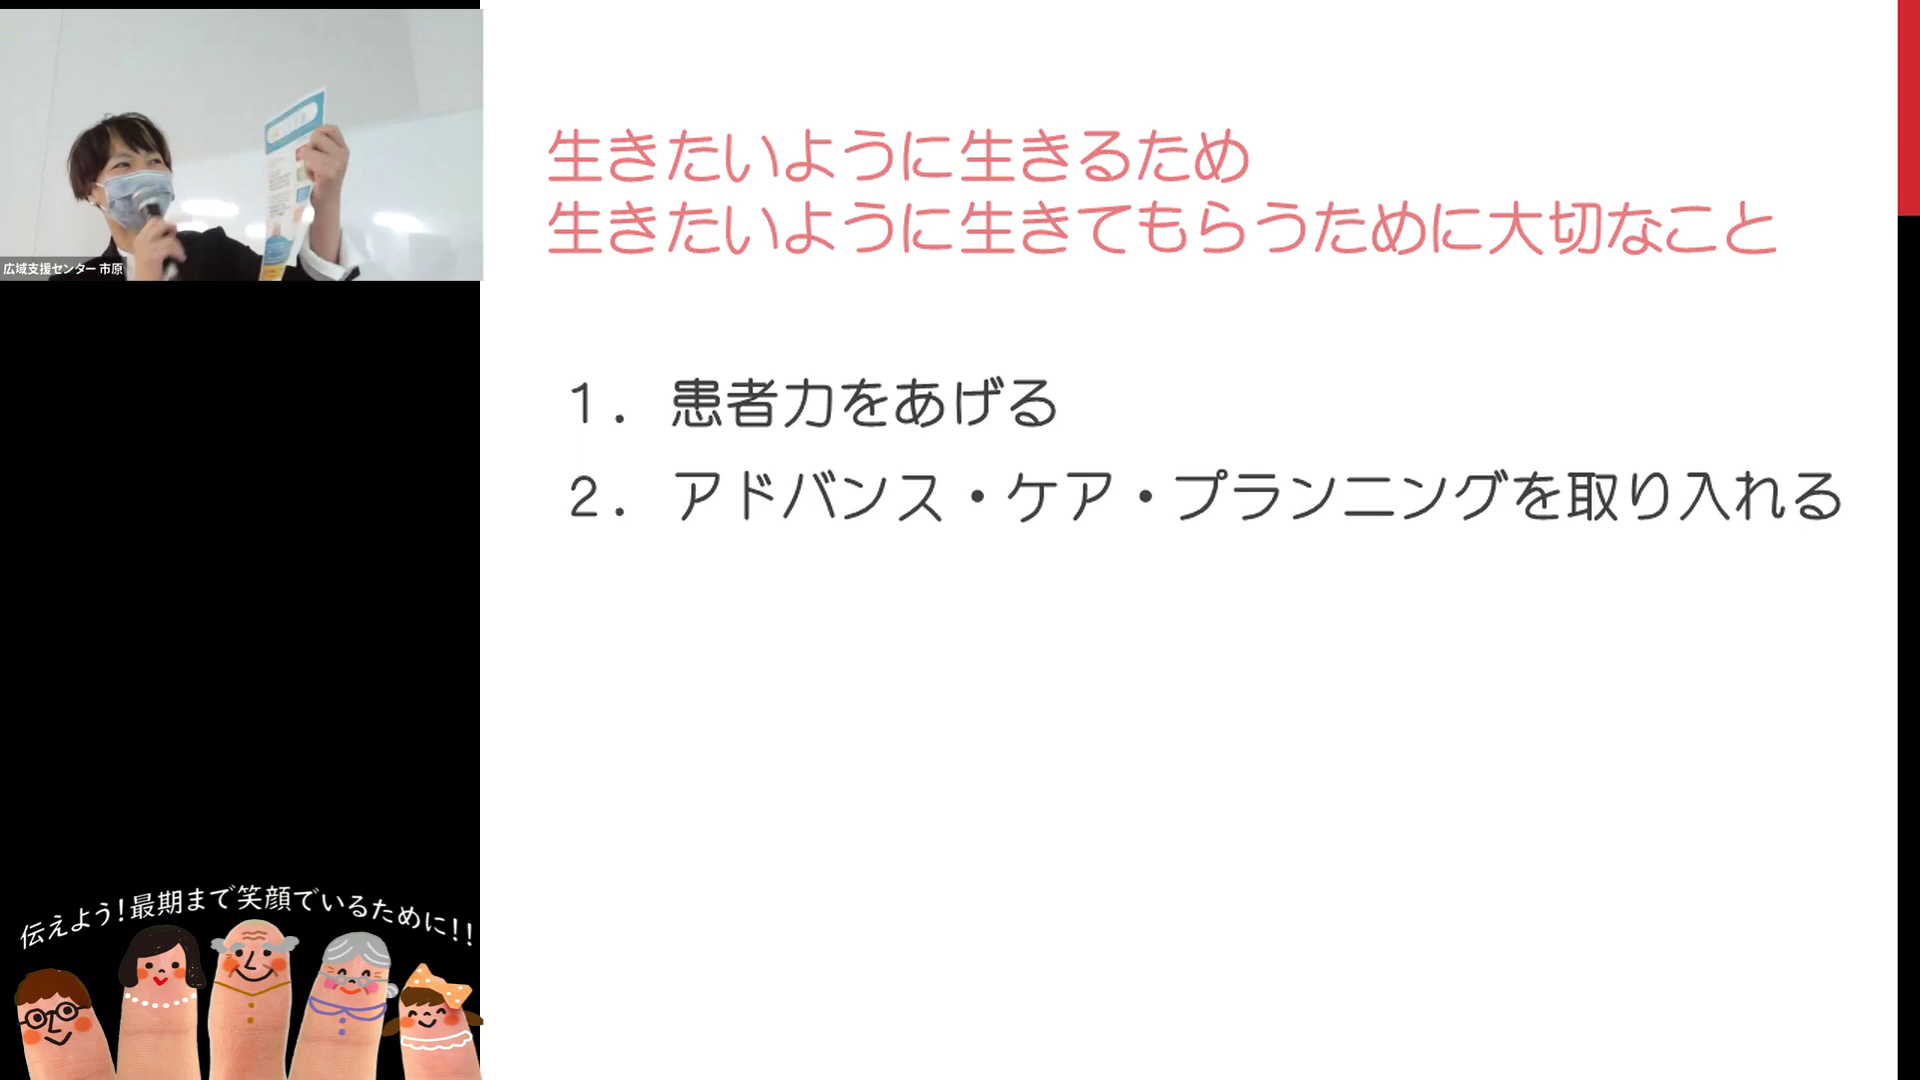 広域支援センター 市原
生きたいように生きるため
生きたいように生きてもらうために大切なこと
１．患者力をあげる
２．アドバンス・ケア・プランニングを取り入れる
伝えよう！最期まで笑顔でいるために！！